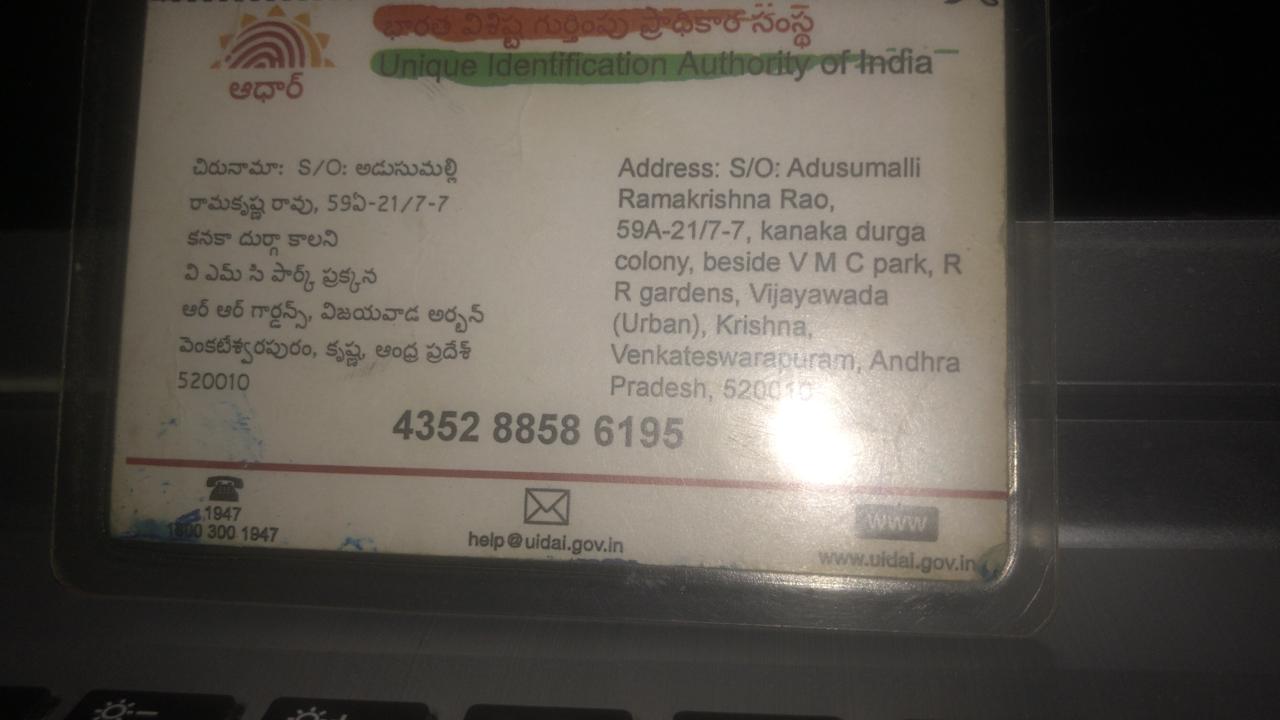 భారత విశిష్ట గుర్తింపు ప్రాధికార సంస్థ
Unique Identification Authority of India
ఆధార్
చిరునామా: S/O: అడుసుమల్లి
రామకృష్ణ రావు, 59ఏ-21/7-7
కనకా దుర్గా కాలని
వి ఎమ్ సి పార్క్ ప్రక్కన
ఆర్ ఆర్ గార్డన్స్, విజయవాడ అర్బన్
వెంకటేశ్వరపురం, కృష్ణ, ఆంధ్ర ప్రదేశ్
520010
Address: S/O: Adusumalli
Ramakrishna Rao,
59A-21/7-7, kanaka durga
colony, beside V M C park, R
R gardens, Vijayawada
(Urban), Krishna,
Venkateswarapuram, Andhra
Pradesh, 520010
4352 8858 6195
1947
1800 300 1947
help@uidai.gov.in
www
www.uidai.gov.in